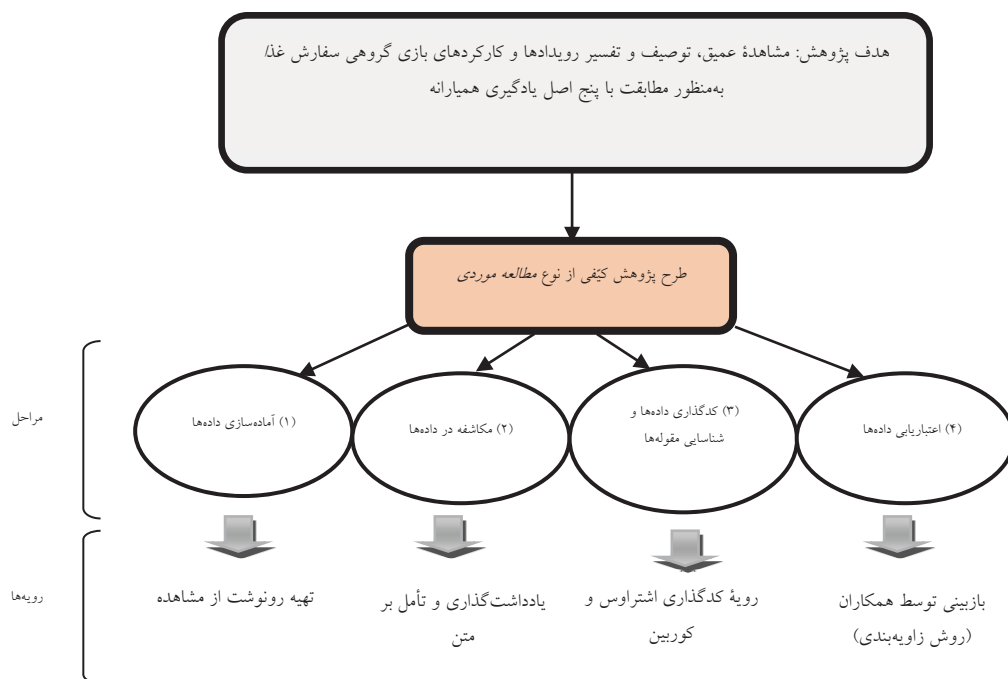 هدف پژوهش: مشاهدهٔ عمیق، توصیف و تفسیر رویدادها و کارکردهای بازی گروهی سفارش غذا
به‌منظور مطابقت با پنج اصل یادگیری همیارانه
طرح پژوهش کیّفی از نوع مطالعه موردی
مراحل
(۱) آماده‌سازی داده‌ها
(۲) مکاشفه در داده‌ها
(۳) کدگذاری داده‌ها و
شناسایی مقوله‌ها
(۴) اعتباریابی داده‌ها
رویه‌ها
تهیه رونوشت از مشاهده
یادداشت‌گذاری و تأمل بر
متن
رویهٔ کدگذاری اشتراوس و
کوربین
بازبینی توسط همکاران
(روش زاویه‌بندی)